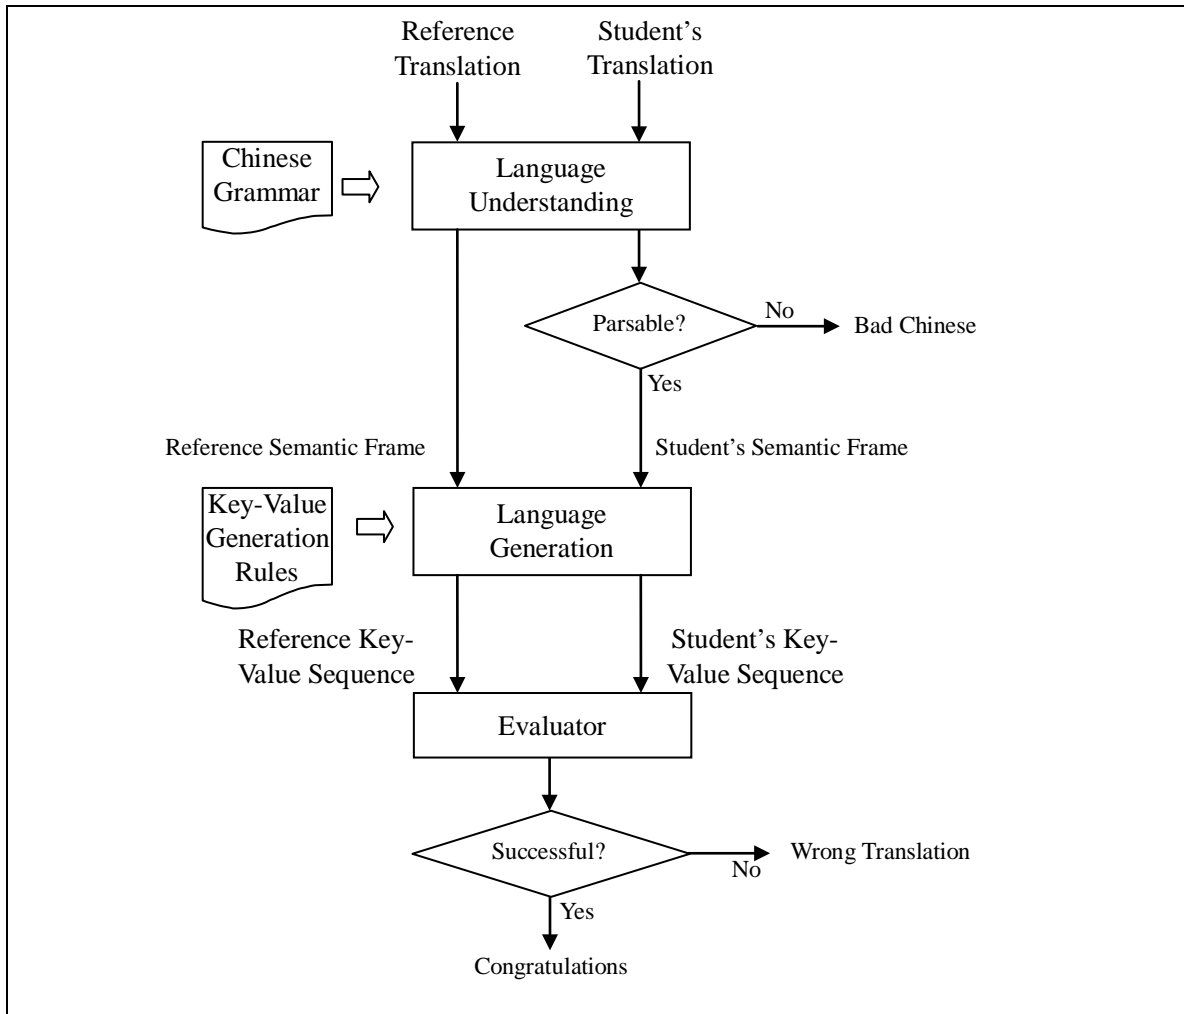 Reference
Translation
Student’s
Translation
Chinese
Grammar
Language
Understanding
Parsable?
No
Bad Chinese
Yes
Reference Semantic Frame
Student’s Semantic Frame
Key-Value
Generation
Rules
Language
Generation
Reference Key-
Value Sequence
Student’s Key-
Value Sequence
Evaluator
Successful?
No
Wrong Translation
Yes
Congratulations